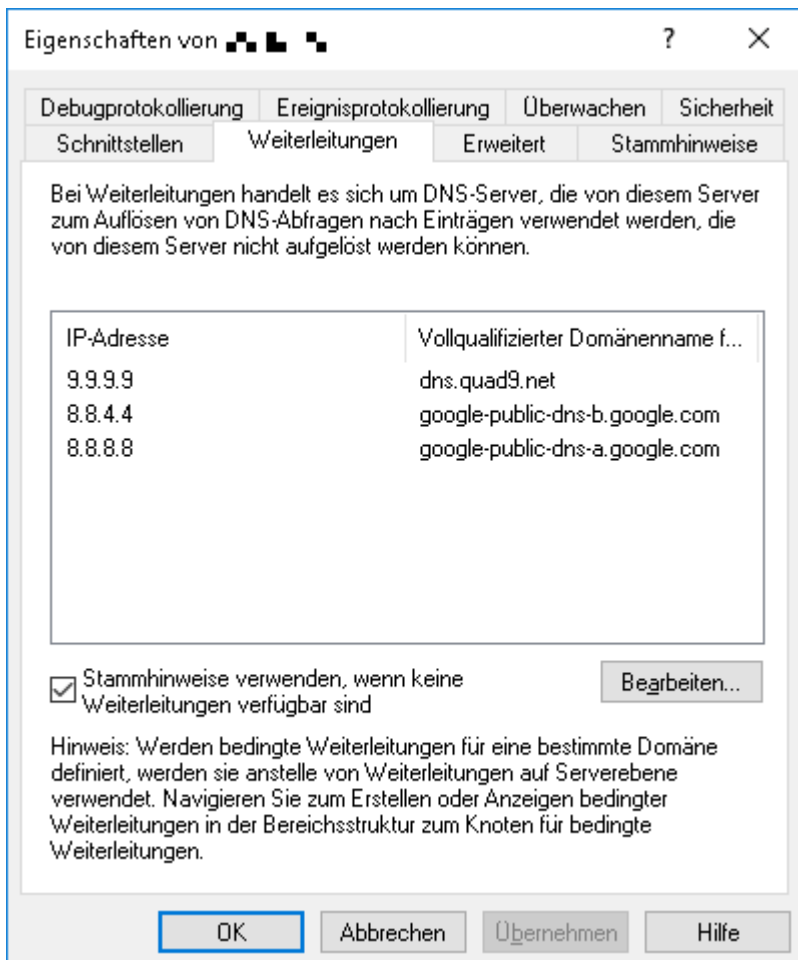 Eigenschaften von
Debugprotokollierung Ereignisprotokollierung Überwachen Sicherheit
Schnittstellen Weiterleitungen Erweitert Stammhinweise
Bei Weiterleitungen handelt es sich um DNS-Server, die von diesem Server
zum Auflösen von DNS-Abfragen nach Einträgen verwendet werden, die
von diesem Server nicht aufgelöst werden können.
IP-Adresse Vollqualifizierter Domänenname f...
9.9.9.9 dns.quad9.net
8.8.4.4 google-public-dns-b.google.com
8.8.8.8 google-public-dns-a.google.com
Stammhinweise verwenden, wenn keine
Weiterleitungen verfügbar sind
Bearbeiten...
Hinweis: Werden bedingte Weiterleitungen für eine bestimmte Domäne
definiert, werden sie anstelle von Weiterleitungen auf Serverebene
verwendet. Navigieren Sie zum Erstellen oder Anzeigen bedingter
Weiterleitungen in der Bereichsstruktur zum Knoten für bedingte
Weiterleitungen.
OK Abbrechen Übernehmen Hilfe